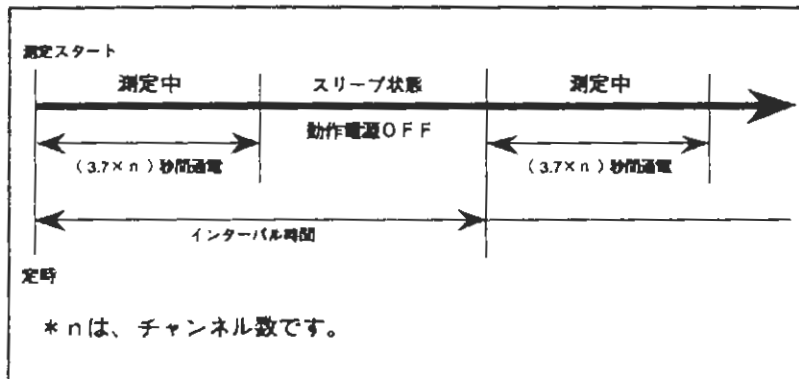 測定スタート
測定中 スリープ状態 測定中
動作電源OFF
(3.7×n)秒間通電 (3.7×n)秒間通電
インターバル時間
定時
*nは、チャンネル数です。